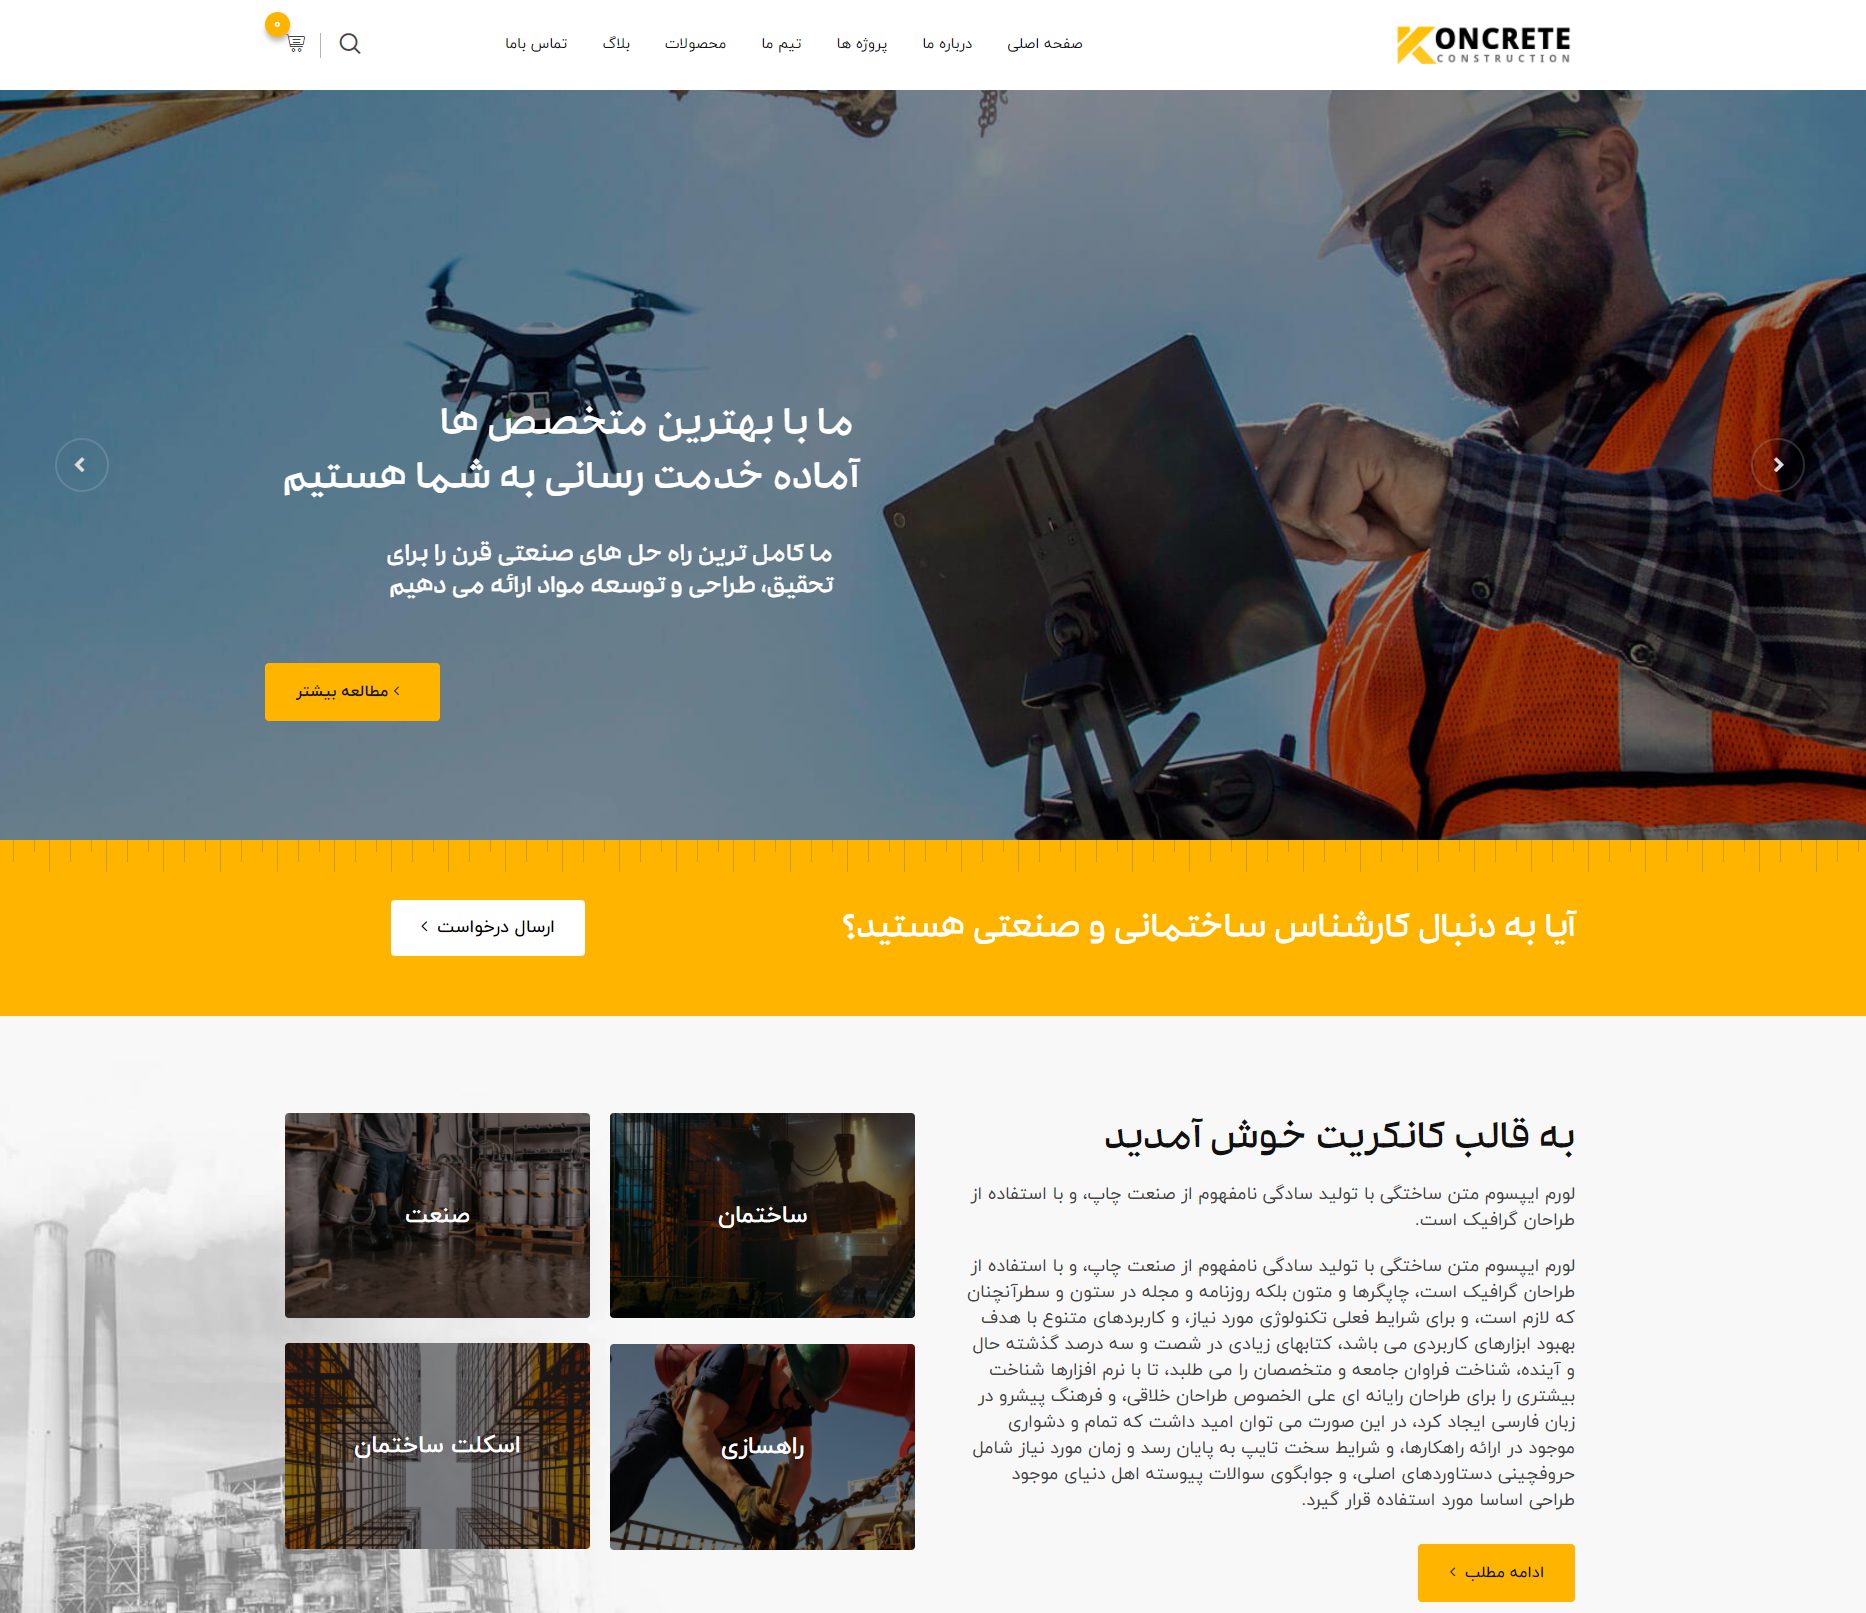 KONCRETE
CONSTRUCTION
صفحه اصلی
درباره ما
پروژه ها
تیم ما
محصولات
بلاگ
تماس باما
۰
ما با بهترین متخصص ها
آماده خدمت رسانی به شما هستیم
ما کامل ترین راه حل های صنعتی قرن را برای
تحقیق، طراحی و توسعه مواد ارائه می دهیم
مطالعه بیشتر
آیا به دنبال کارشناس ساختمانی و صنعتی هستید؟
ارسال درخواست
به قالب کانکریت خوش آمدید
لورم ایپسوم متن ساختگی با تولید سادگی نامفهوم از صنعت چاپ، و با استفاده از
طراحان گرافیک است.
لورم ایپسوم متن ساختگی با تولید سادگی نامفهوم از صنعت چاپ، و با استفاده از
طراحان گرافیک است، چاپگرها و متون بلکه روزنامه و مجله در ستون و سطرآنچنان
که لازم است، و برای شرایط فعلی تکنولوژی مورد نیاز، و کاربردهای متنوع با هدف
بهبود ابزارهای کاربردی می باشد، کتابهای زیادی در شصت و سه درصد گذشته حال
و آینده، شناخت فراوان جامعه و متخصصان را می طلبد، تا با نرم افزارها شناخت
بیشتری را برای طراحان رایانه ای علی الخصوص طراحان خلاقی، و فرهنگ پیشرو در
زبان فارسی ایجاد کرد، در این صورت می توان امید داشت که تمام و دشواری
موجود در ارائه راهکارها، و شرایط سخت تایپ به پایان رسد و زمان مورد نیاز شامل
حروفچینی دستاوردهای اصلی، و جوابگوی سوالات پیوسته اهل دنیای موجود
طراحی اساسا مورد استفاده قرار گیرد.
ادامه مطلب
ساختمان
صنعت
راهسازی
اسکلت ساختمان